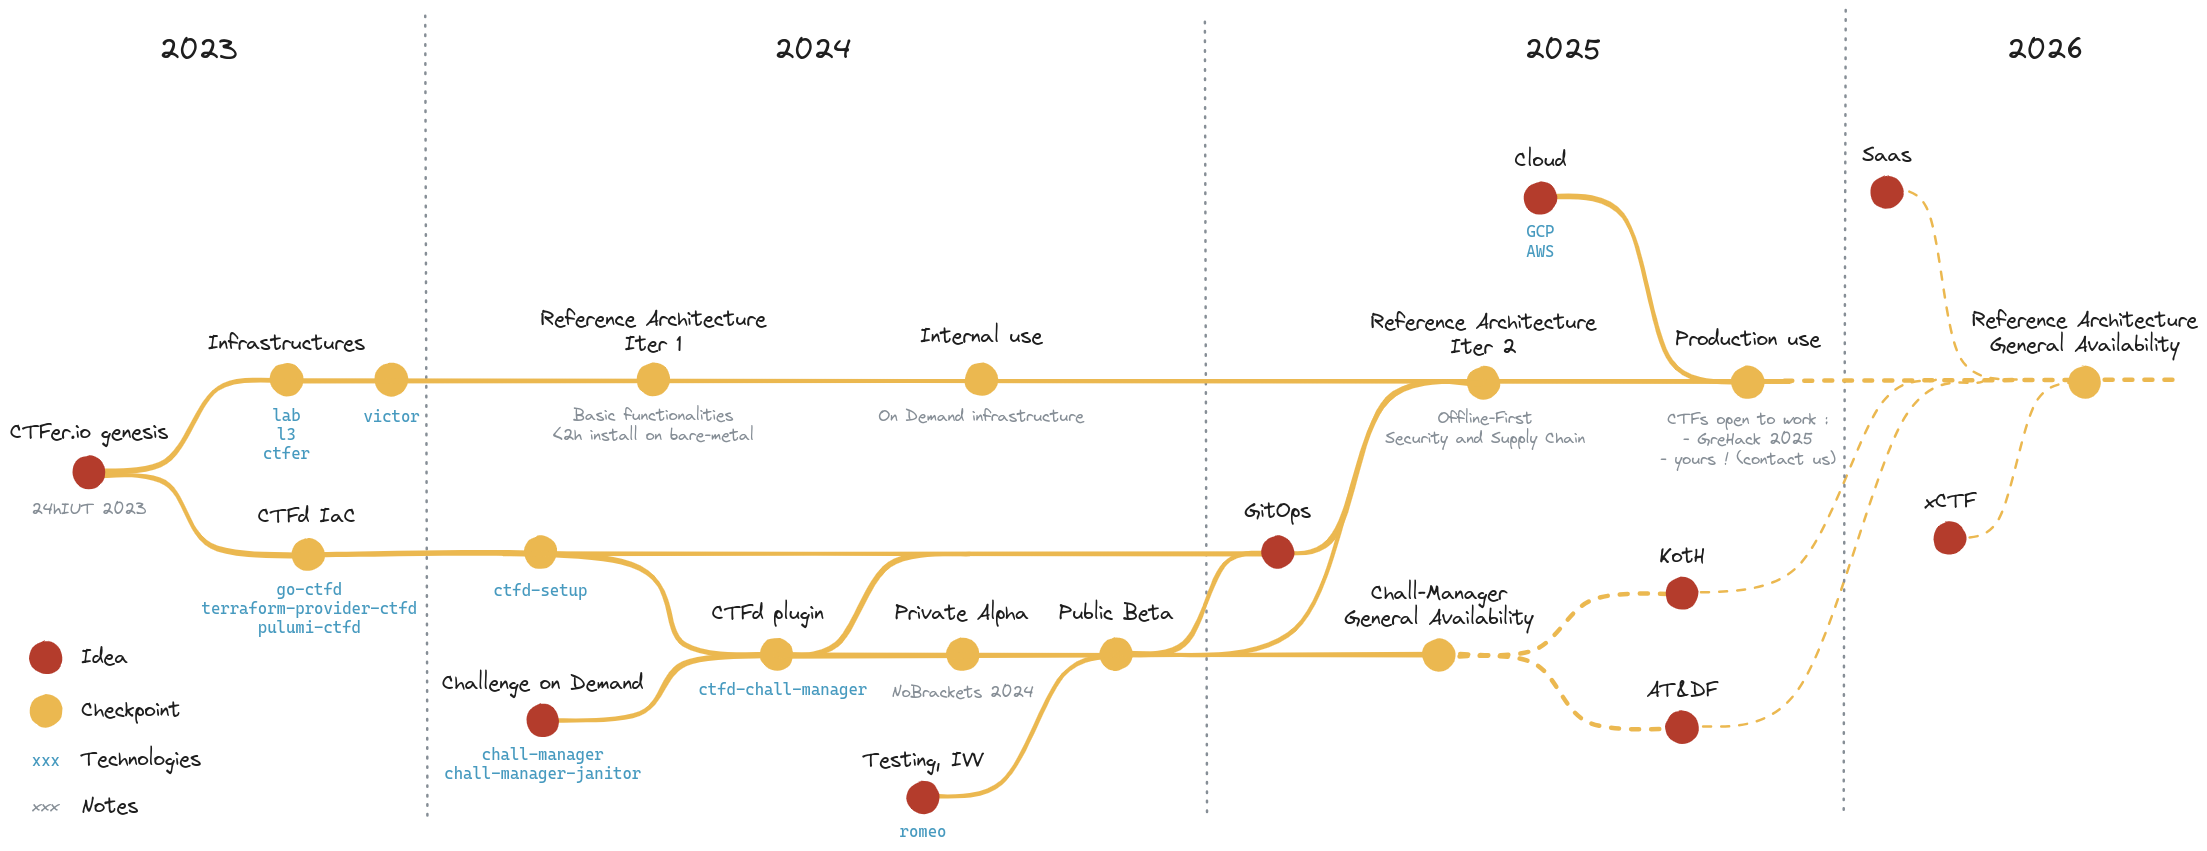 2023
2024
2025
2026
Cloud
GCP
AWS
Saas
Infrastructures
lab
l3
ctfer
victor
Reference Architecture
Iter 1
Basic functionalities
<2h install on bare-metal
Internal use
On Demand infrastructure
Reference Architecture
Iter 2
Offline-First
Security and Supply Chain
Production use
CTFs open to work :
- GreHack 2025
- yours ! (contact us)
Reference Architecture
General Availability
CTFer.io genesis
24hIUT 2023
CTFd IaC
go-ctfd
terraform-provider-ctfd
pulumi-ctfd
ctfd-setup
GitOps
xCTF
KotH
CTFd plugin
ctfd-chall-manager
Private Alpha
NoBrackets 2024
Public Beta
Chall-Manager
General Availability
AT&DF
Challenge on Demand
chall-manager
chall-manager-janitor
Testing, IVV
romeo
Idea
Checkpoint
xxx Technologies
xxx Notes